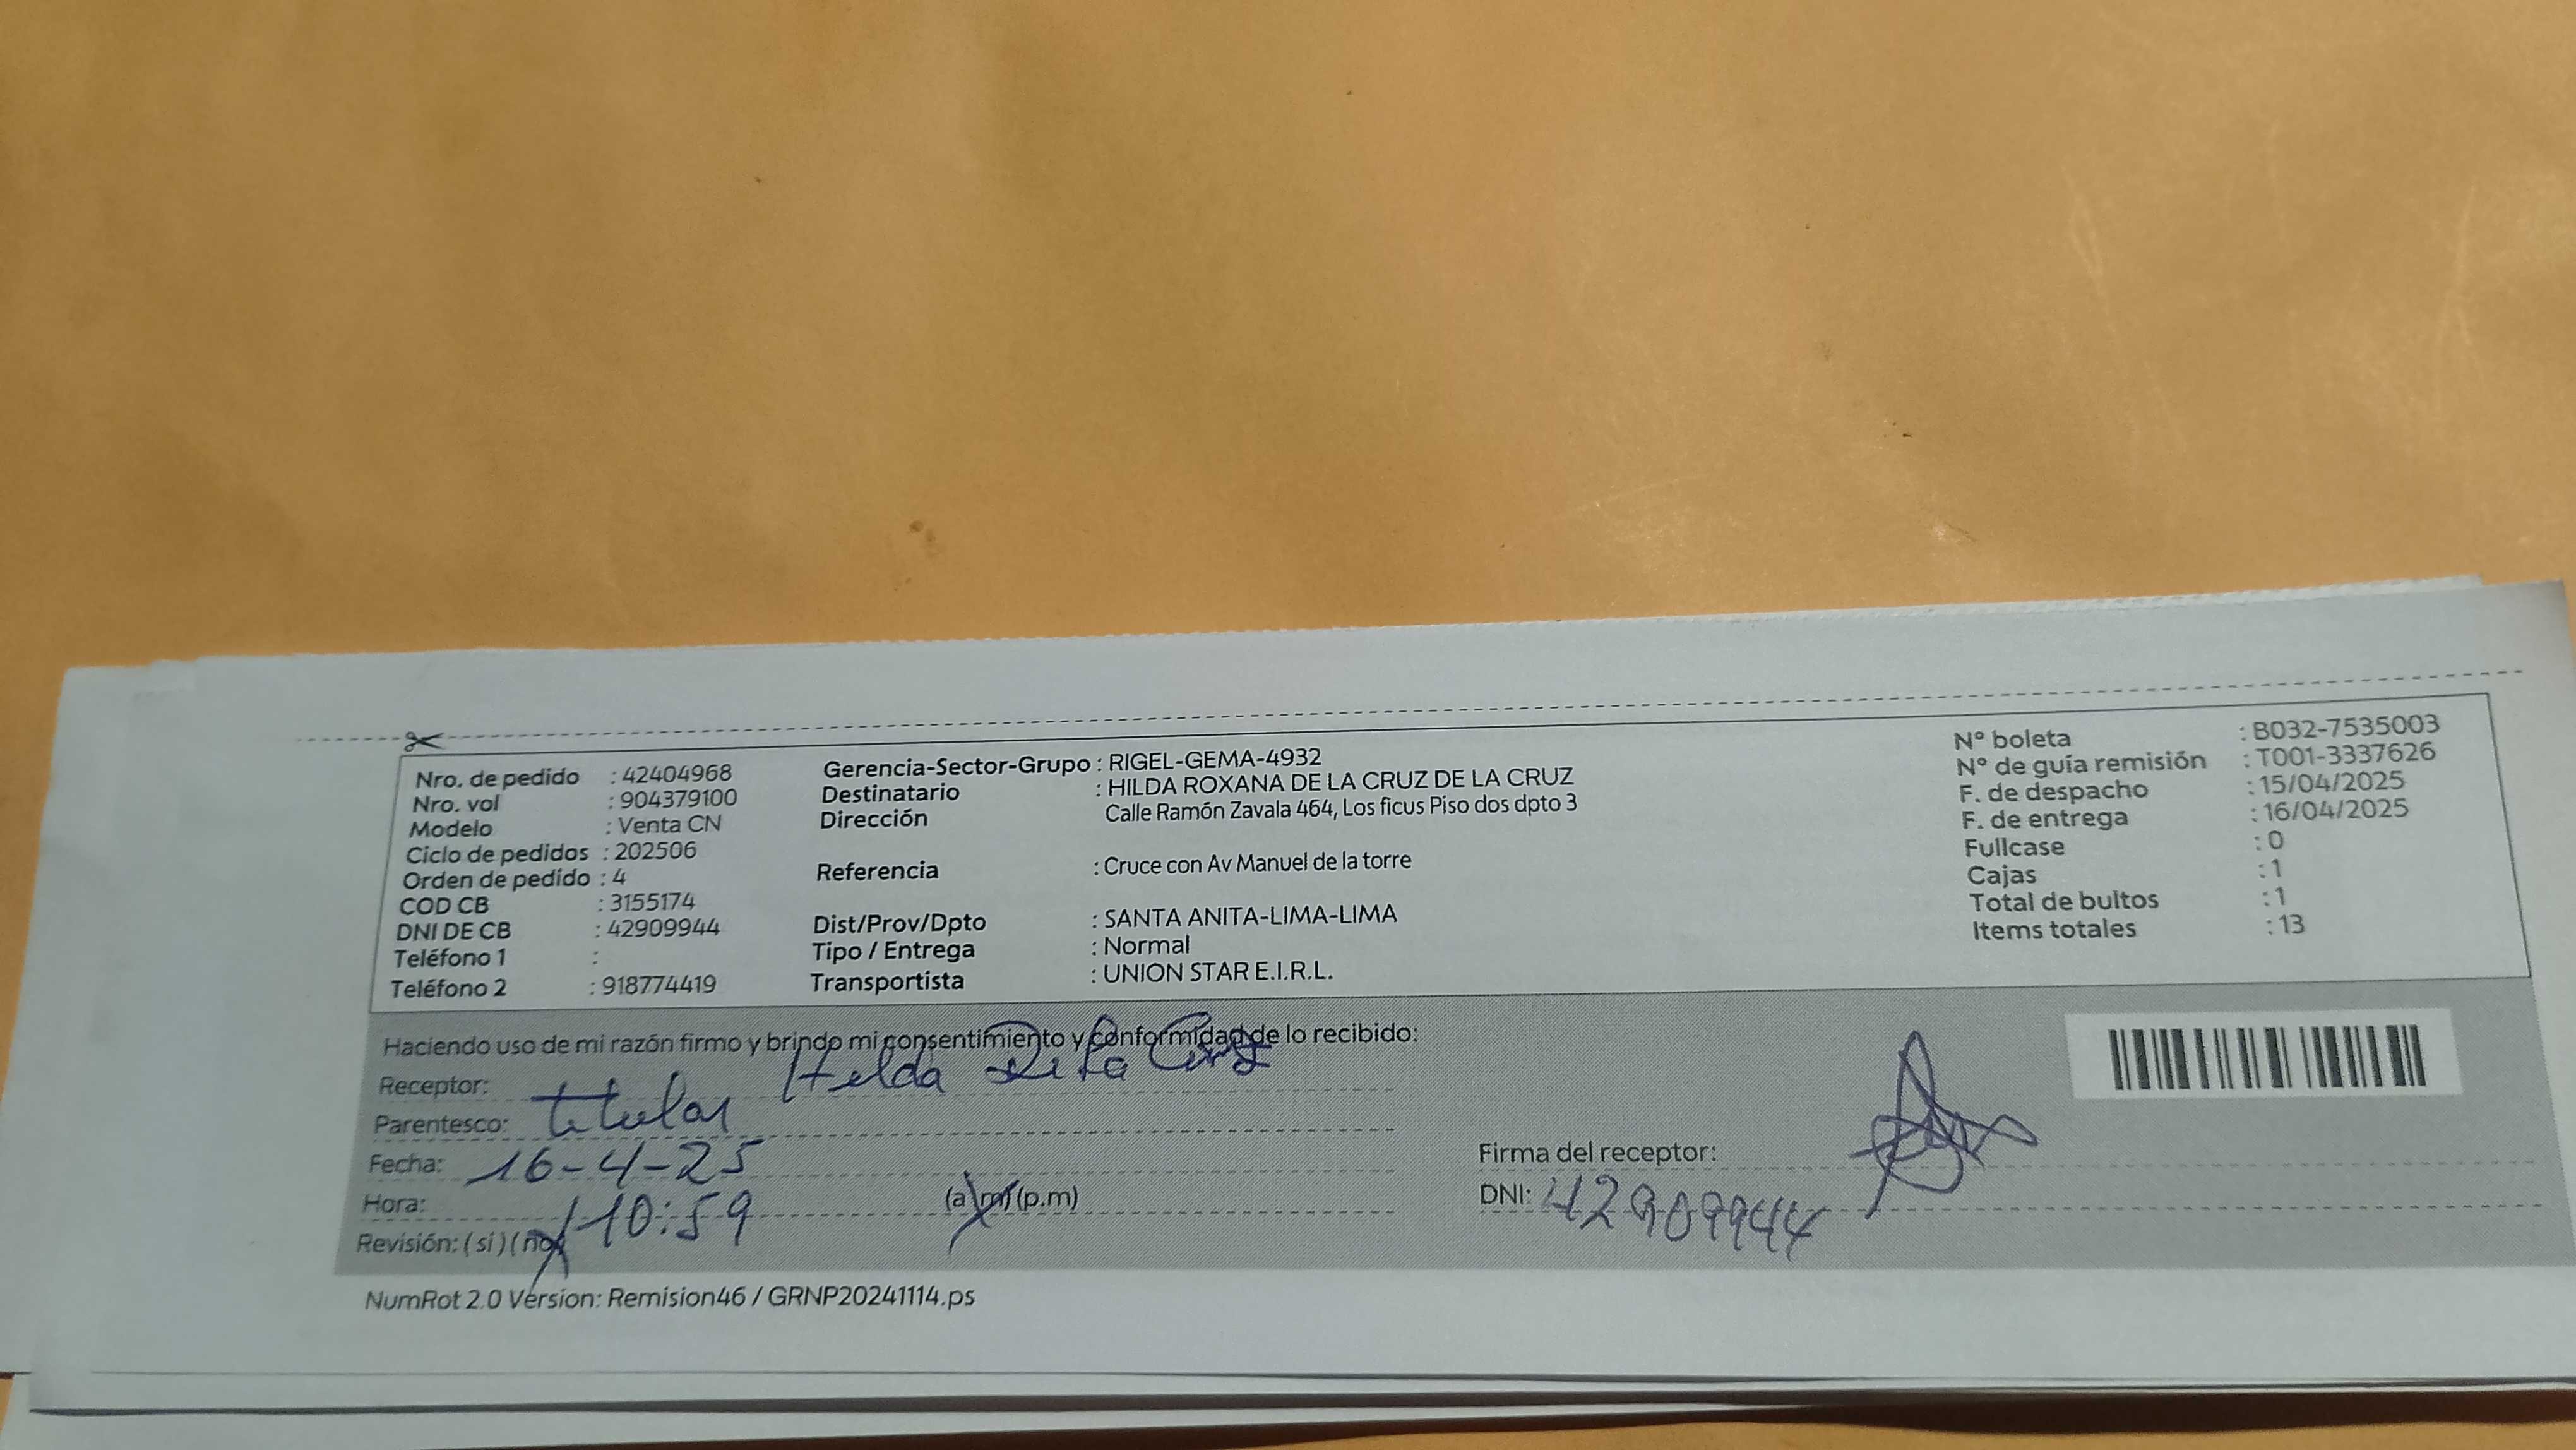 Nro. de pedido : 42404968
Nro. vol : 904379100
Modelo : Venta CN
Ciclo de pedidos : 202506
Orden de pedido : 4
COD CB : 3155174
DNI DE CB : 42909944
Teléfono 1 :
Teléfono 2 : 918774419
Gerencia-Sector-Grupo : RIGEL-GEMA-4932
Destinatario : HILDA ROXANA DE LA CRUZ DE LA CRUZ
Dirección Calle Ramón Zavala 464, Los ficus Piso dos dpto 3
Referencia : Cruce con Av Manuel de la torre
Dist/Prov/Dpto : SANTA ANITA-LIMA-LIMA
Tipo / Entrega : Normal
Transportista : UNION STAR E.I.R.L.
N° boleta : B032-7535003
N° de guía remisión : T001-3337626
F. de despacho : 15/04/2025
F. de entrega : 16/04/2025
Fullcase : 0
Cajas : 1
Total de bultos : 1
Items totales : 13
Haciendo uso de mi razón firmo y brindo mi consentimiento y conformidad de lo recibido:
Receptor: Hilda De La Cruz
Parentesco: titular
Fecha: 16-4-25
Hora: 10:59 (a.m) (p.m)
Revisión: (si) (no)
Firma del receptor:
DNI: 42909944
NumRot 2.0 Version: Remision46 / GRNP20241114.ps